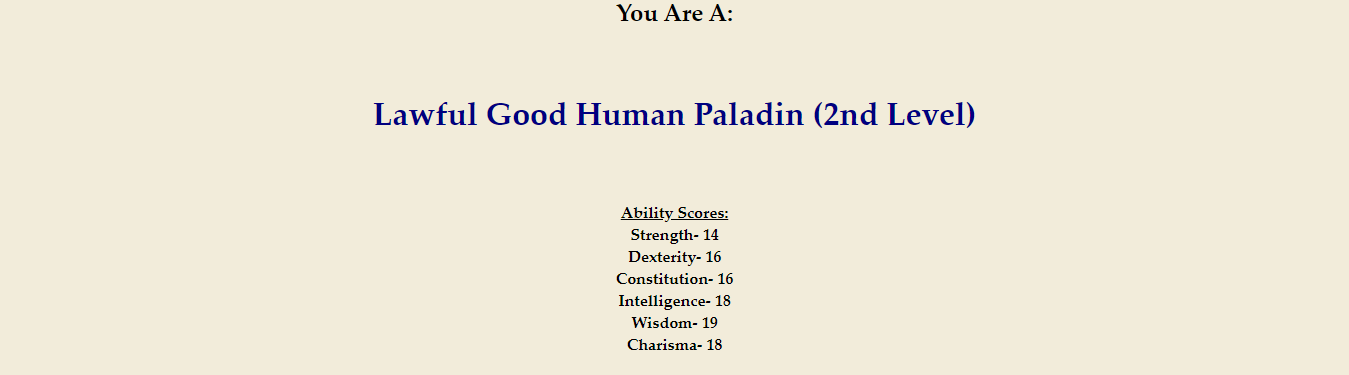 You Are A:
Lawful Good Human Paladin (2nd Level)
Ability Scores:
Strength- 14
Dexterity- 16
Constitution- 16
Intelligence- 18
Wisdom- 19
Charisma- 18